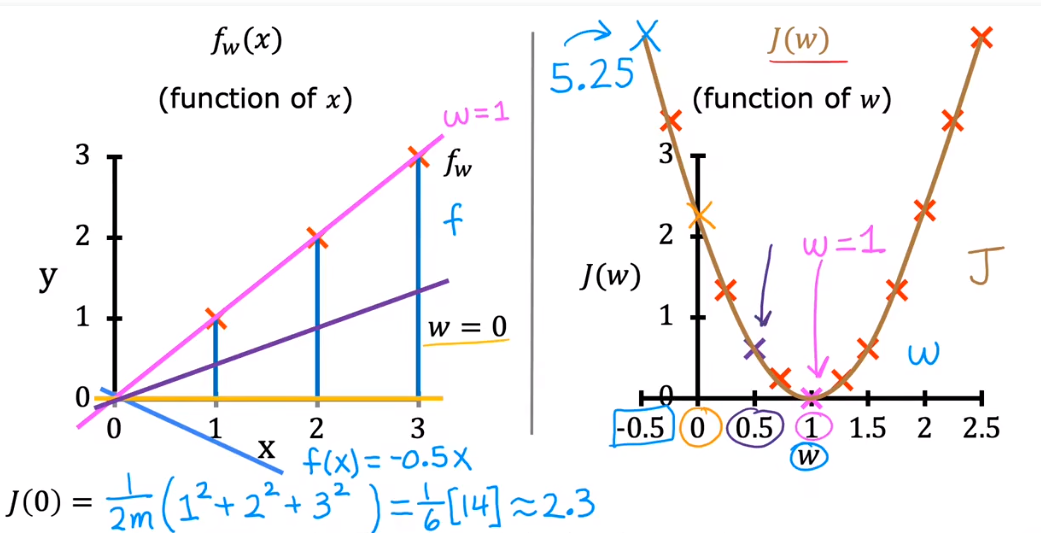 f_w(x)
(function of x)
w=1
f_w
f
3
2
y
1
w = 0
0
0 1 2 3
x
f(x)=-0.5x
J(0) = 1/2m (1²+2²+3²) = 1/6 [14] ≈ 2.3
5.25
J(w)
(function of w)
3
2
w=1
J
J(w)
1
w
0
-0.5 0 0.5 1 1.5 2 2.5
w